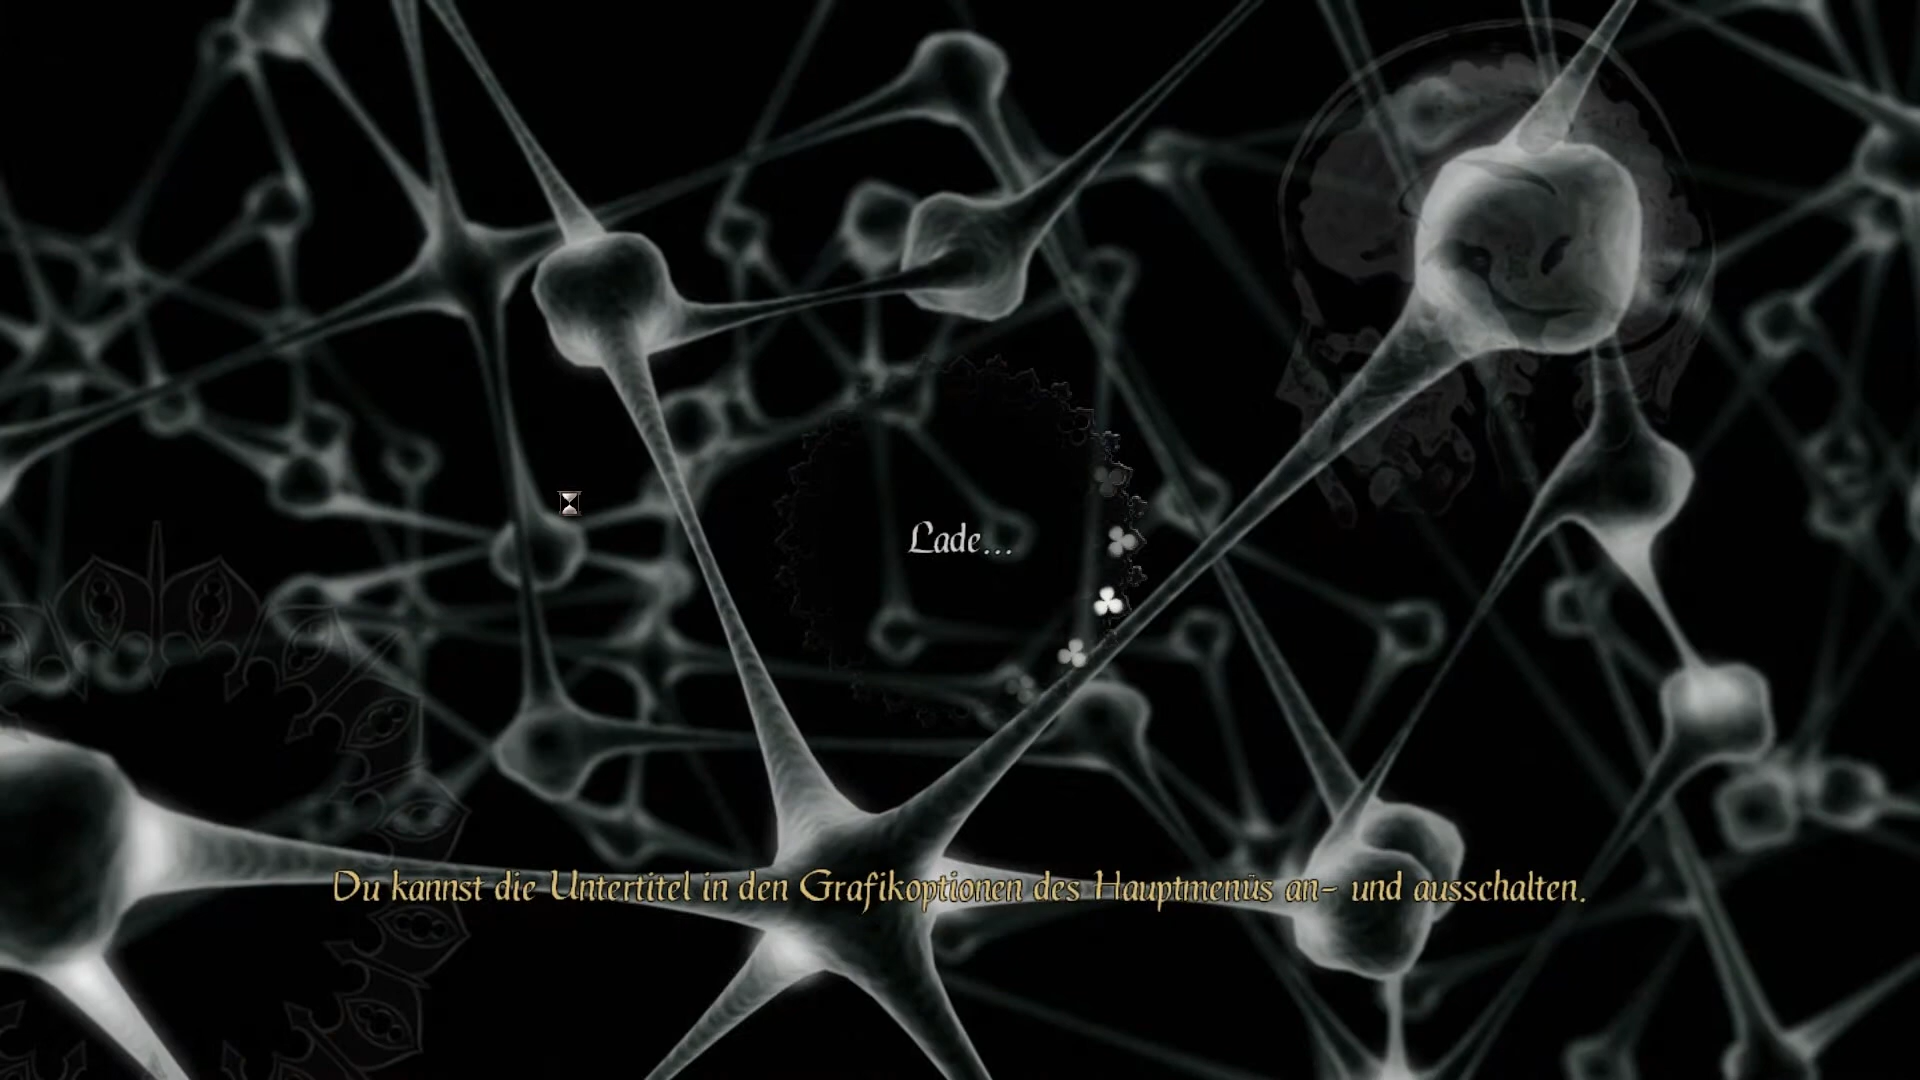 Lade...
Du kannst die Untertitel in den Grafikoptionen des Hauptmenüs an- und ausschalten.